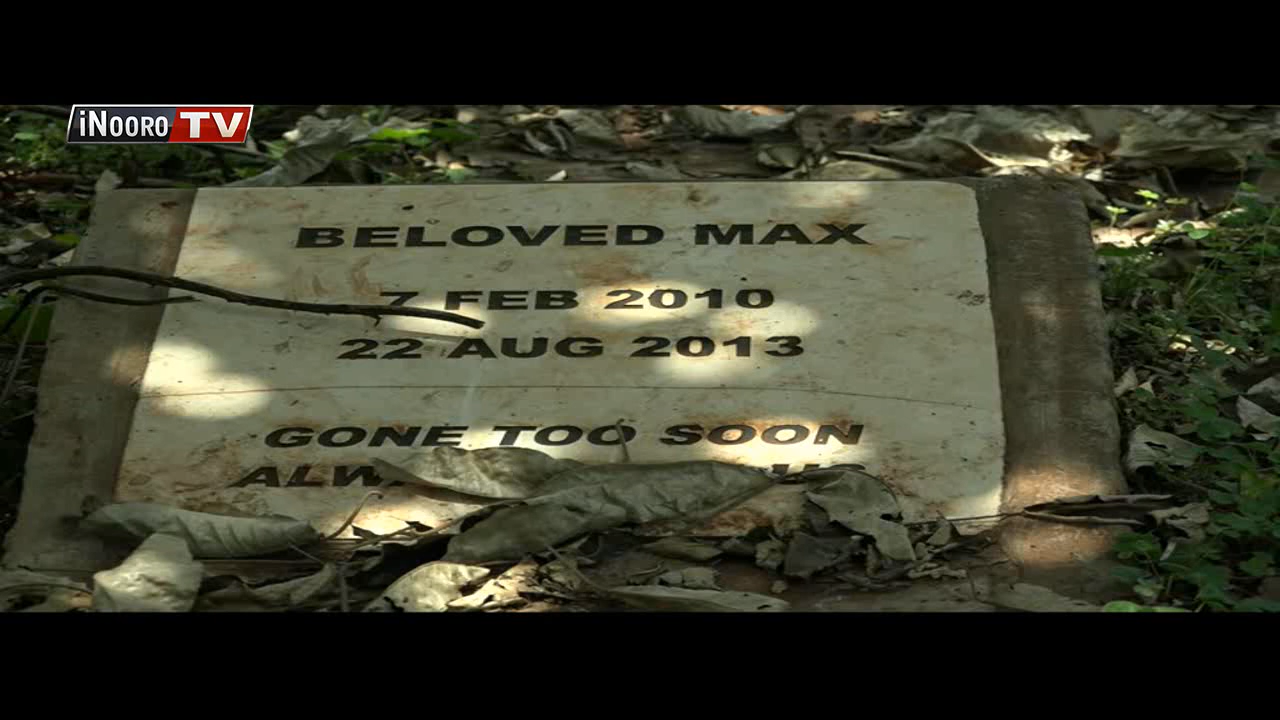 iNOORO TV
BELOVED MAX
7 FEB 2010
22 AUG 2013
GONE TOO SOON